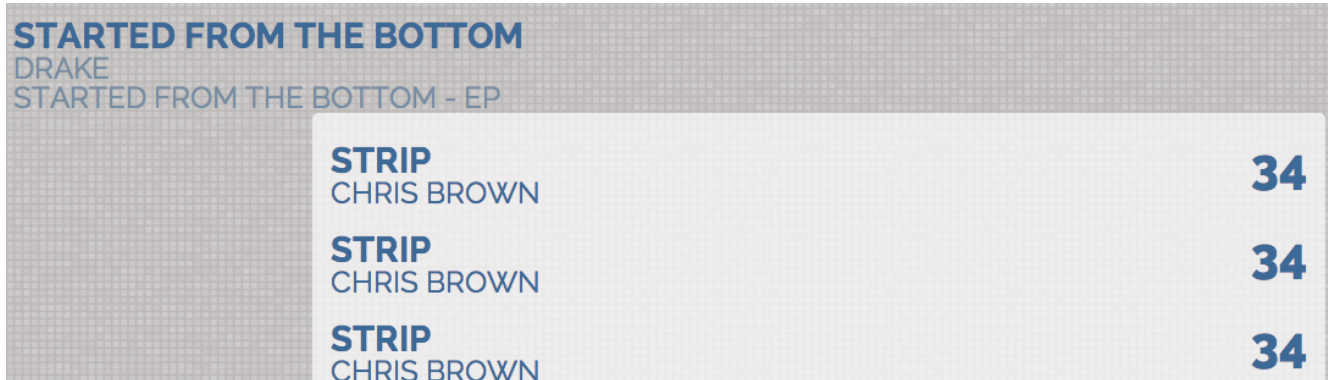 STARTED FROM THE BOTTOM
DRAKE
STARTED FROM THE BOTTOM - EP
STRIP
34
CHRIS BROWN
STRIP
34
CHRIS BROWN
STRIP
34
CHRIS BROWN